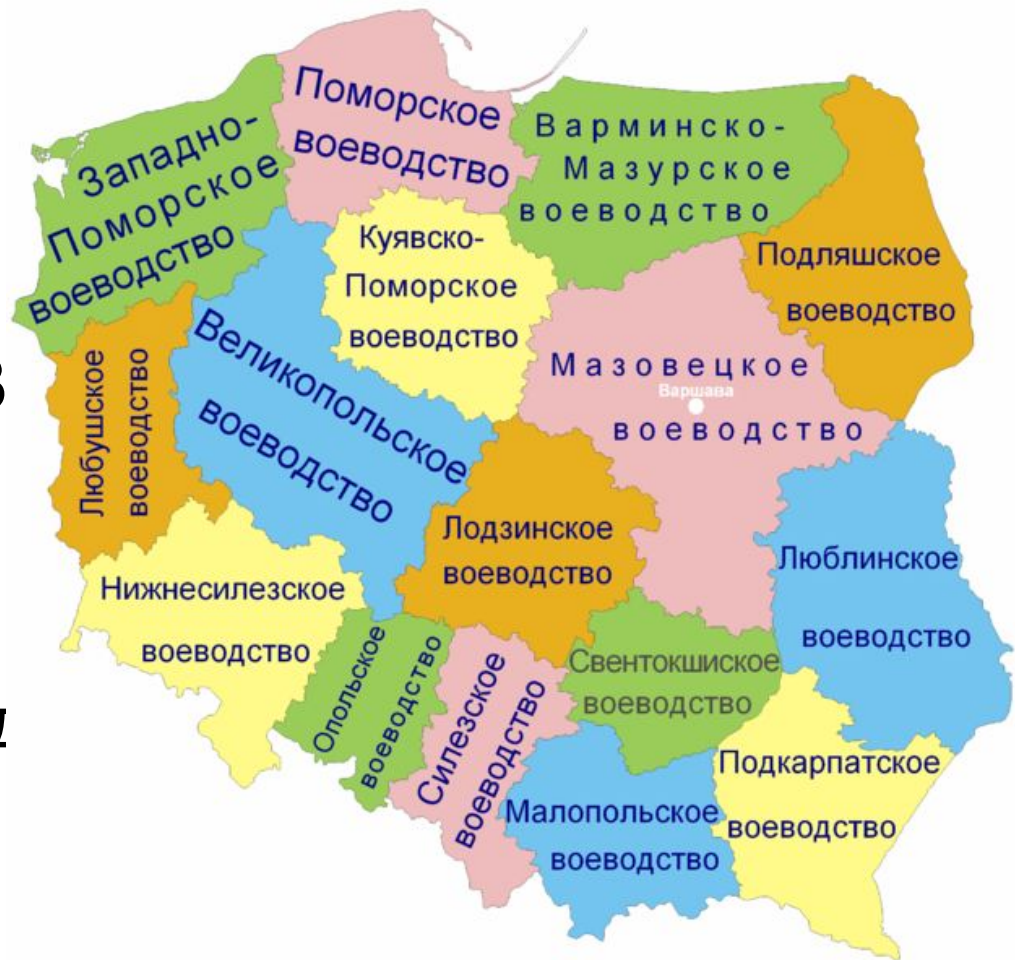 Поморское
воеводство
Западно-
Поморское
воеводство
Варминско-
Мазурское
воеводство
Куявско-
Поморское
воеводство
Подляшское
воеводство
Любушское
воеводство
Великопольское
воеводство
Мазовецкое
Варшава
воеводство
Лодзинское
воеводство
Люблинское
воеводство
Нижнесилезское
воеводство
Опольское
воеводство
Силезское
воеводство
Свентокшиское
воеводство
Малопольское
воеводство
Подкарпатское
воеводство